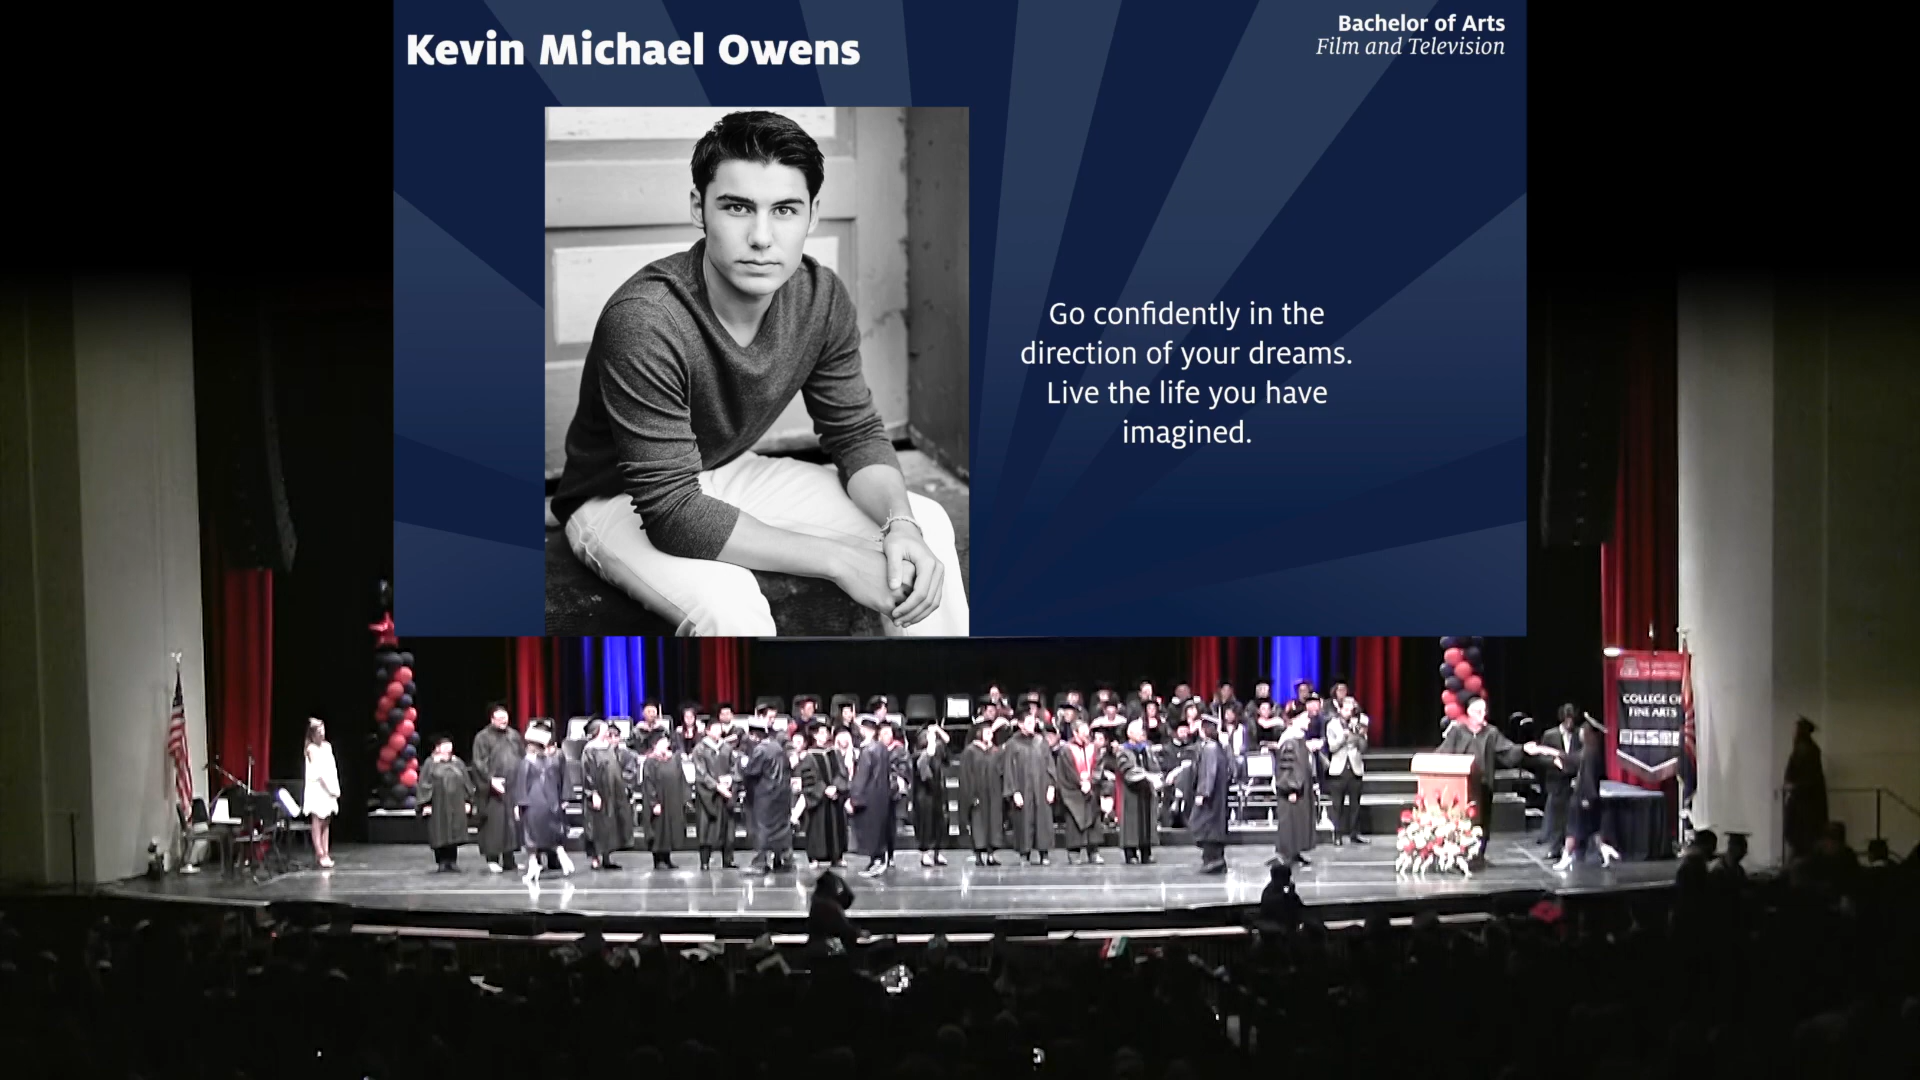 Kevin Michael Owens
Bachelor of Arts
Film and Television
Go confidently in the
direction of your dreams.
Live the life you have
imagined.
COLLEGE OF
FINE ARTS